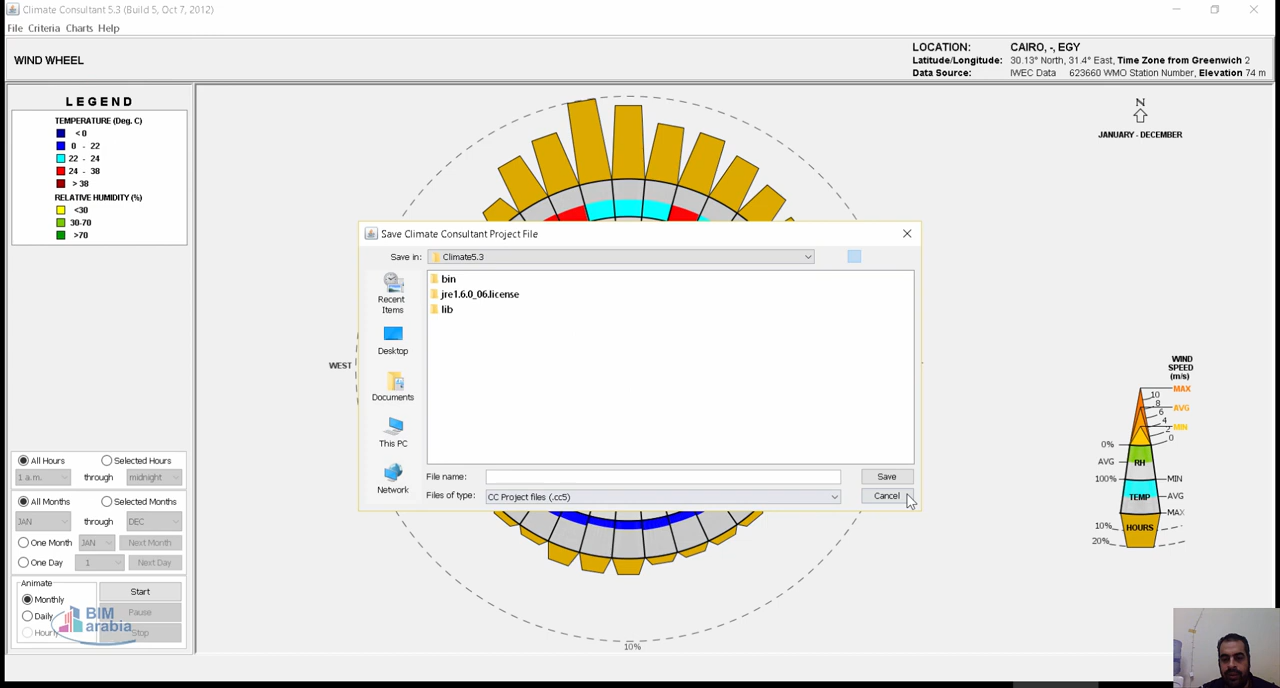 Climate Consultant 5.3 (Build 5, Oct 7, 2012)
File Criteria Charts Help
WIND WHEEL
LOCATION: CAIRO, -, EGY
Latitude/Longitude: 30.13° North, 31.4° East, Time Zone from Greenwich 2
Data Source: IWEC Data 623660 WMO Station Number, Elevation 74 m
LEGEND
TEMPERATURE (Deg. C)
< 0
0 - 22
22 - 24
24 - 38
> 38
RELATIVE HUMIDITY (%)
<30
30-70
>70
N
JANUARY - DECEMBER
Save Climate Consultant Project File
Save in: Climate5.3
bin
jre1.6.0_06.license
lib
Recent
Items
Desktop
Documents
This PC
Network
File name: Save
Files of type: CC Project files (.cc5) Cancel
WEST
10%
WIND
SPEED
(m/s)
MAX
10
8
AVG
6
4
MIN
2
0% 0
AVG RH
100% MIN
TEMP AVG
MAX
10% HOURS
20%
All Hours Selected Hours
1 a.m. through midnight
All Months Selected Months
JAN through DEC
One Month JAN Next Month
One Day 1 Next Day
Animate
Monthly Start
Daily Pause
Hourly Stop
BIM
arabia